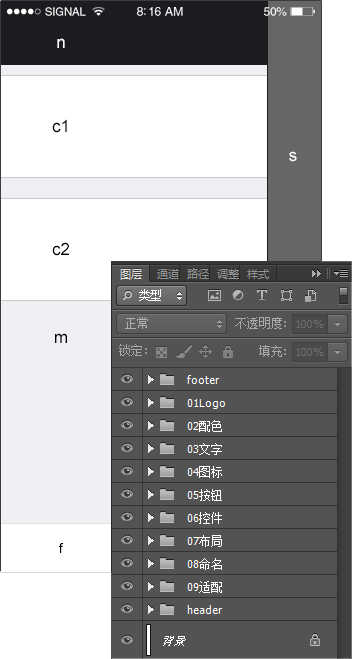 SIGNAL 8:16 AM 50%
n
c1
s
c2
m
f
图层 通道 路径 调整 样式
类型 T
正常 不透明度: 100%
锁定: 填充: 100%
footer
01Logo
02配色
03文字
04图标
05按钮
06控件
07布局
08命名
09适配
header
背景